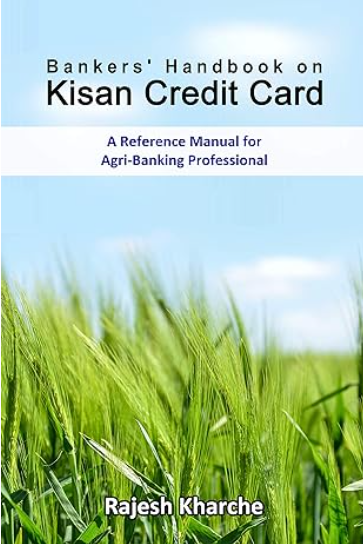 Bankers' Handbook on
Kisan Credit Card
A Reference Manual for
Agri-Banking Professional
Rajesh Kharche